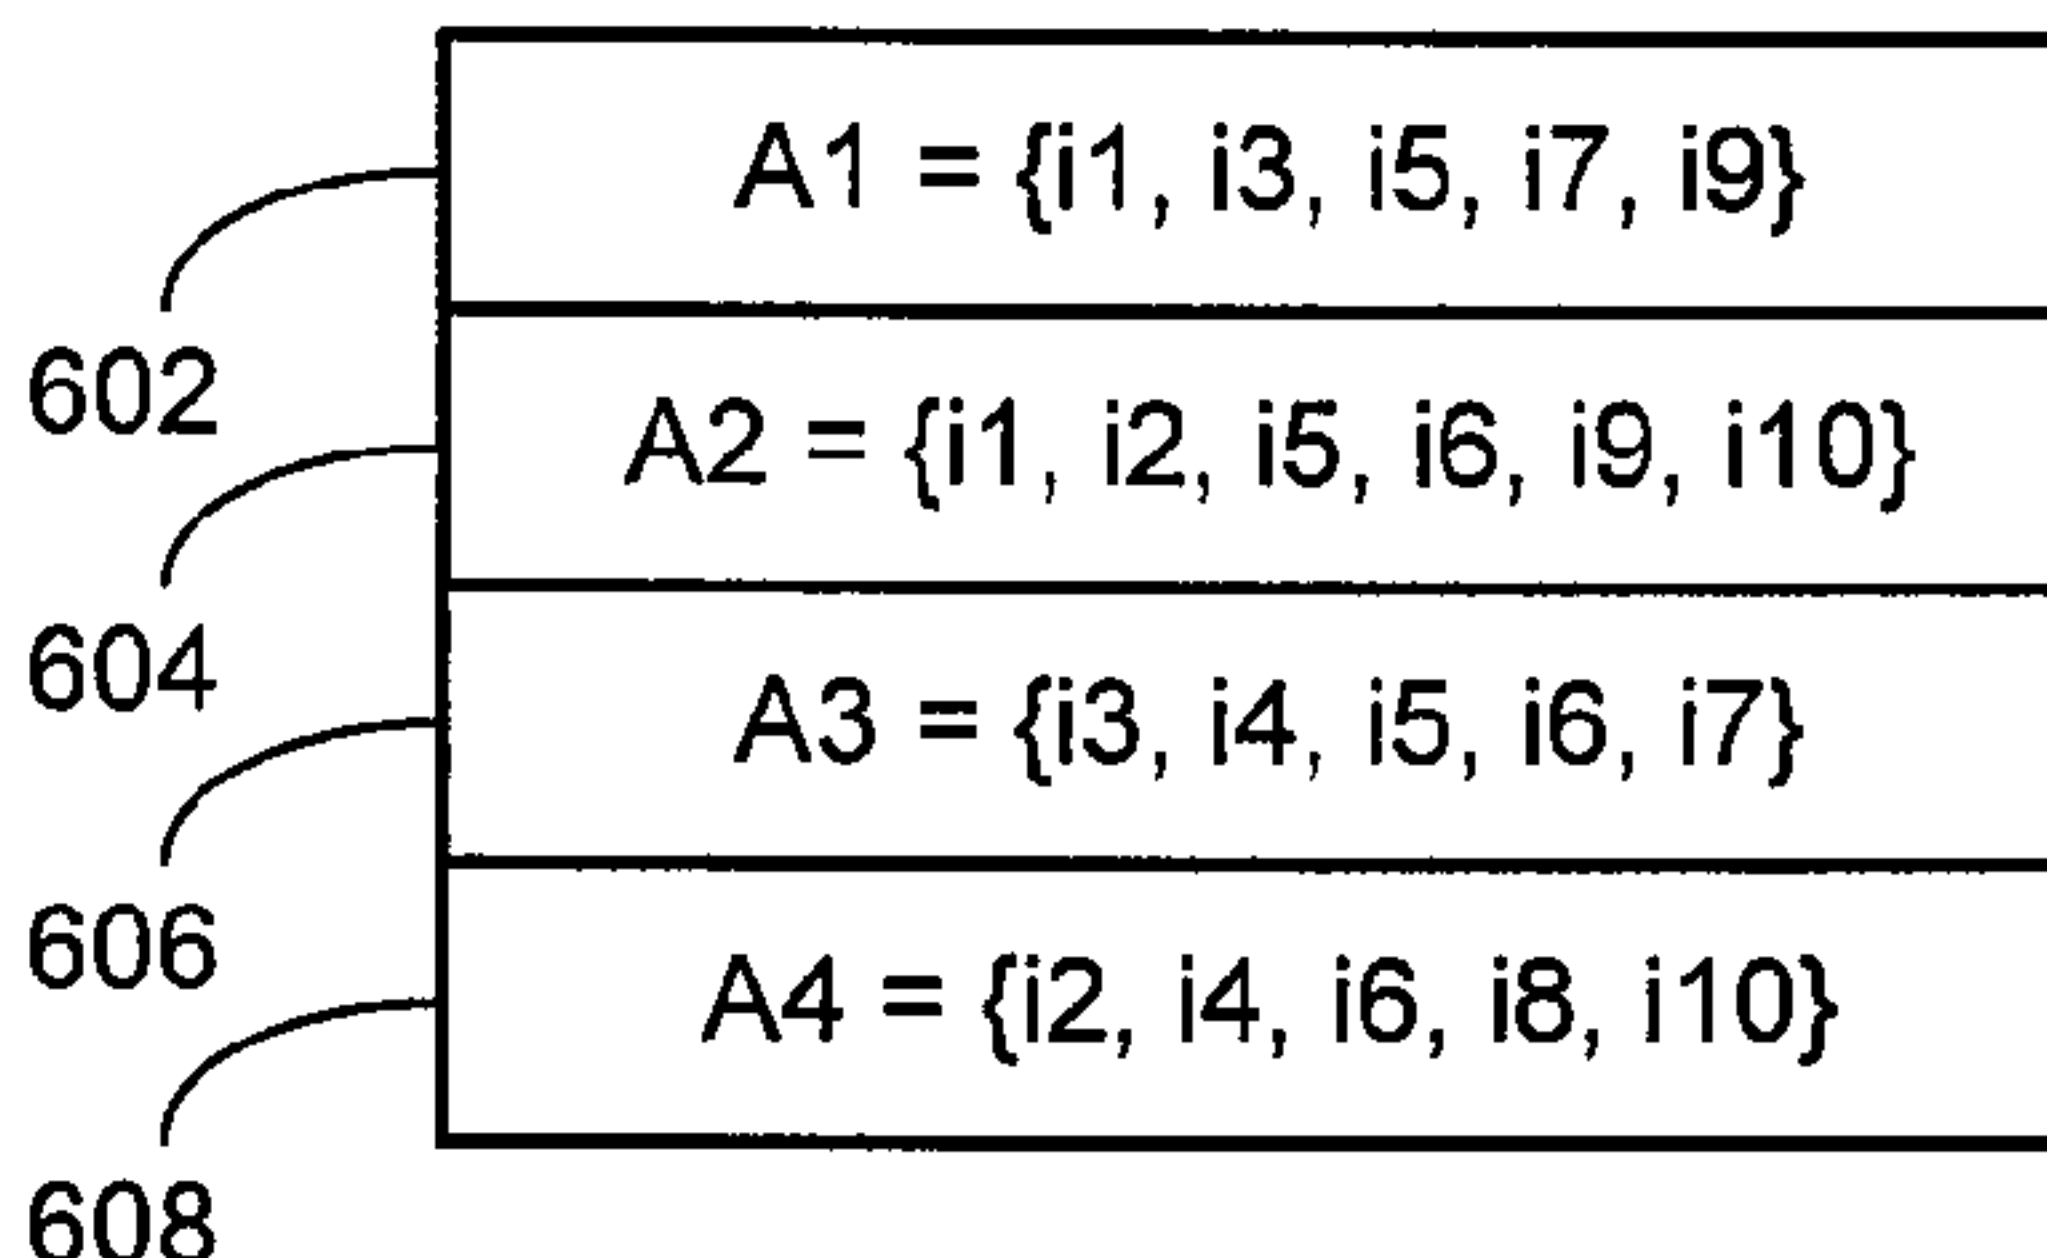 A1 = {i1, i3, i5, i7, i9}
602
A2 = {i1, i2, i5, i6, i9, i10}
604
A3 = {i3, i4, i5, i6, i7}
606
A4 = {i2, i4, i6, i8, i10}
608